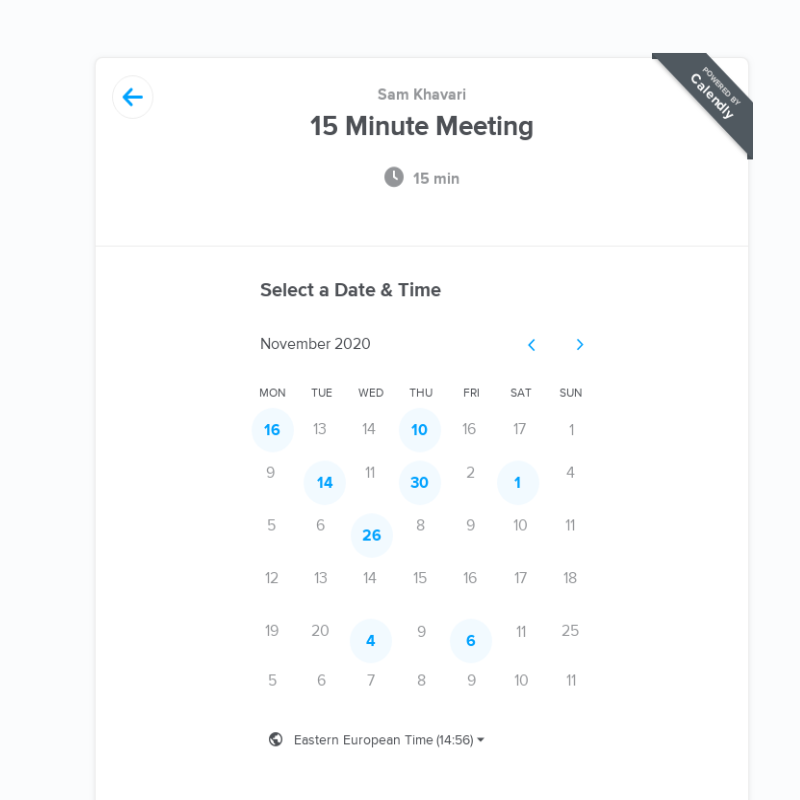 POWERED BY
Calendly
Sam Khavari
15 Minute Meeting
15 min
Select a Date & Time
November 2020
MON TUE WED THU FRI SAT SUN
16 13 14 10 16 17 1
9 14 11 30 2 1 4
5 6 26 8 9 10 11
12 13 14 15 16 17 18
19 20 4 9 6 11 25
5 6 7 8 9 10 11
Eastern European Time (14:56)